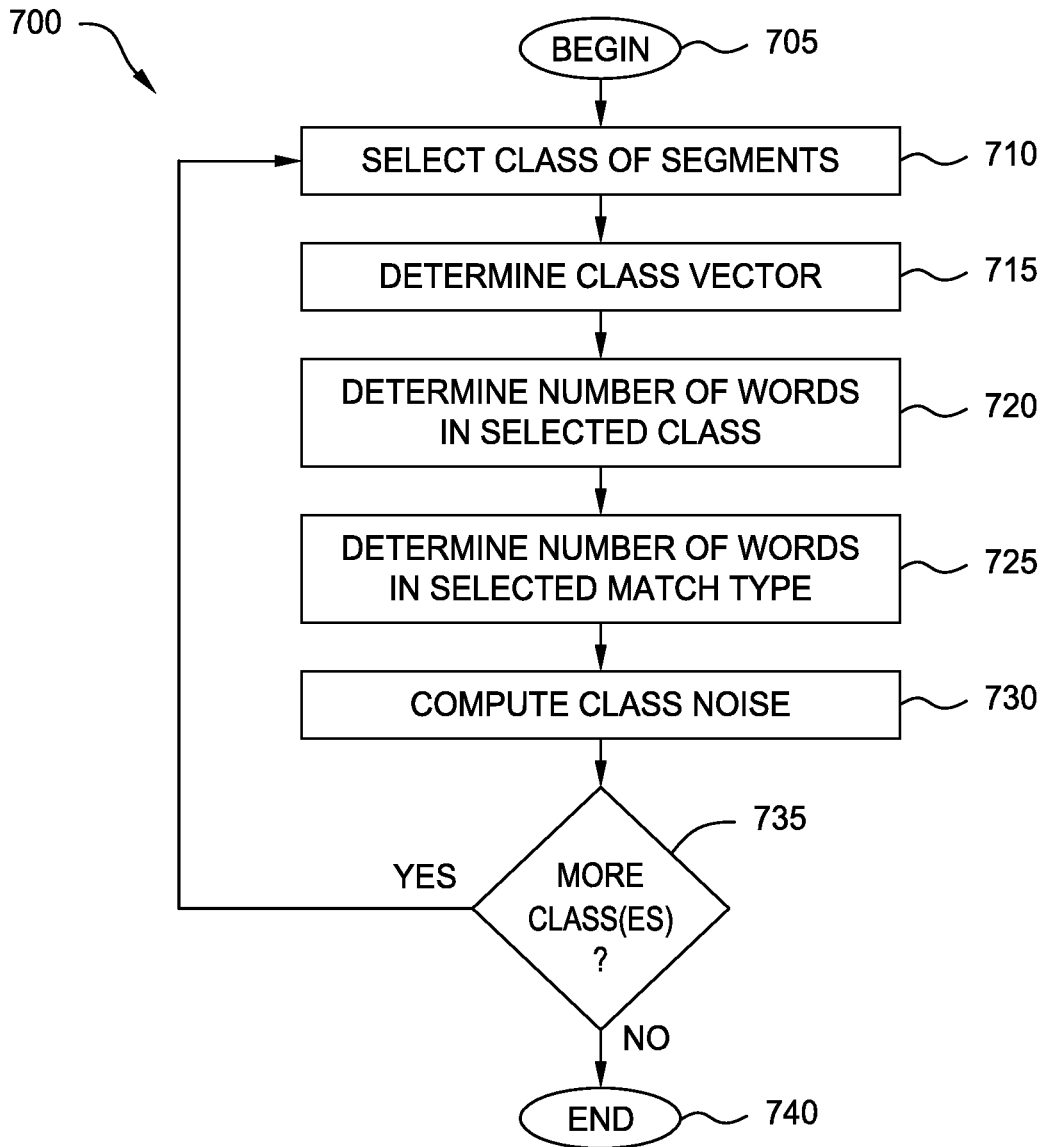 700
BEGIN
705
SELECT CLASS OF SEGMENTS
710
DETERMINE CLASS VECTOR
715
DETERMINE NUMBER OF WORDS
IN SELECTED CLASS
720
DETERMINE NUMBER OF WORDS
IN SELECTED MATCH TYPE
725
COMPUTE CLASS NOISE
730
735
YES
MORE
CLASS(ES)
?
NO
END
740